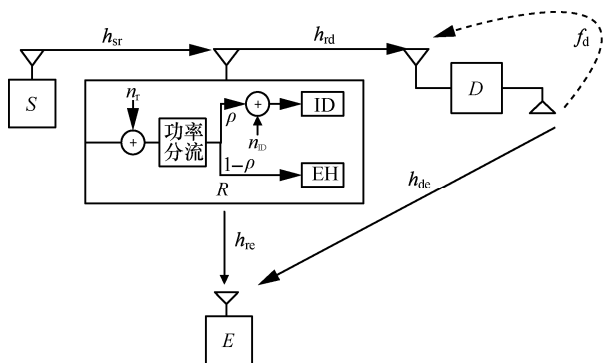 h_sr
h_rd
f_d
S
n_r
+
功率
分流
ρ
+
ID
n_ID
1−ρ
EH
R
D
h_de
h_re
E